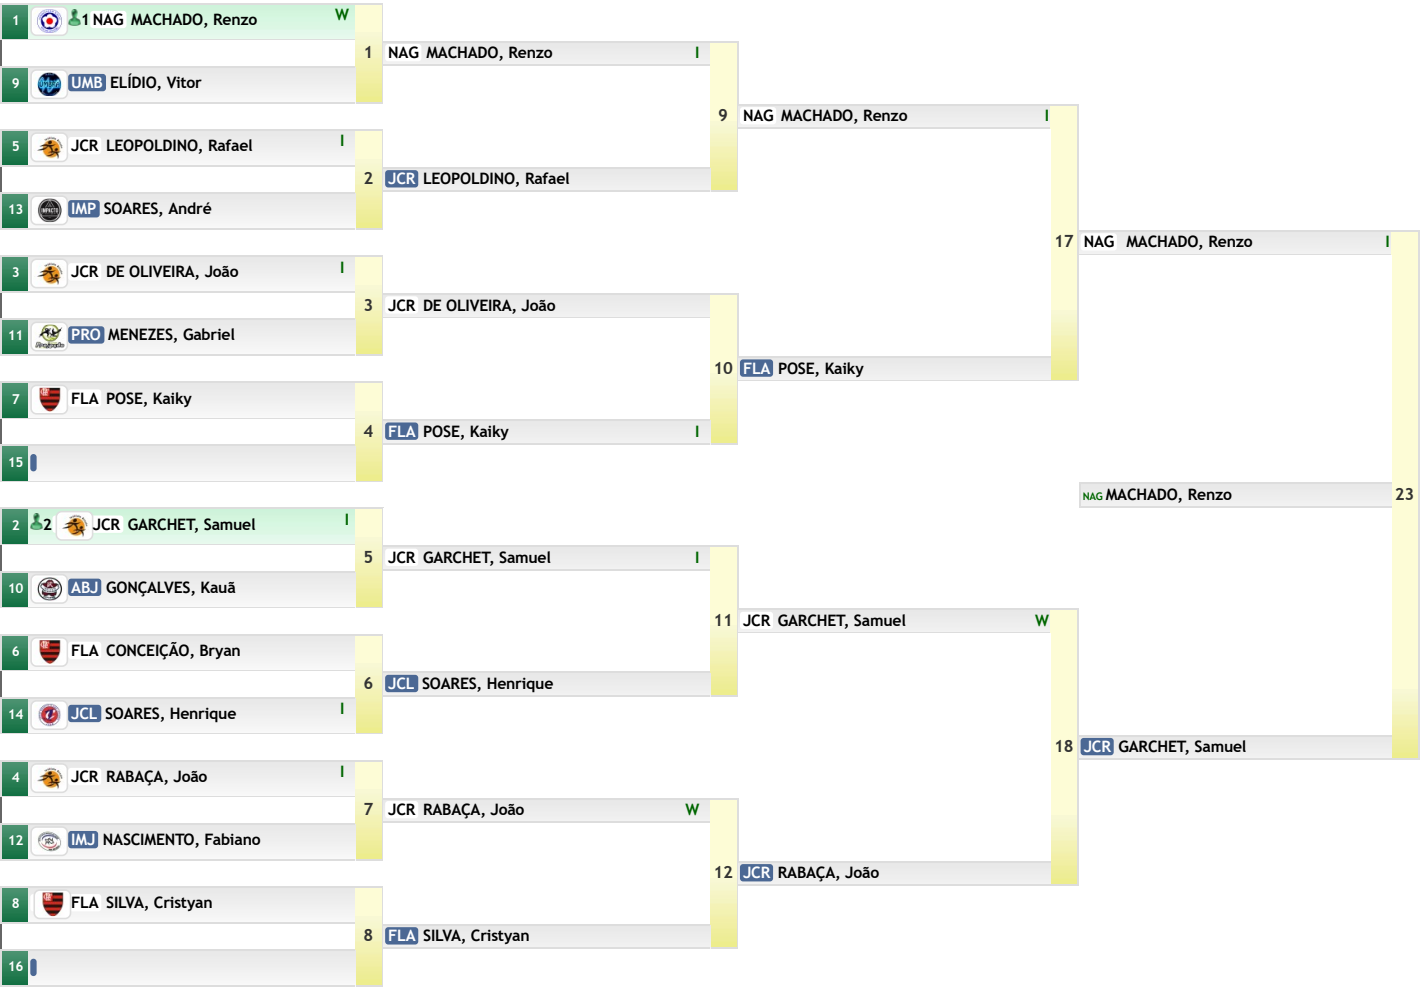 1 1 NAG MACHADO, Renzo W
9 UMB ELÍDIO, Vitor
1
5 JCR LEOPOLDINO, Rafael I
13 IMP SOARES, André
2
3 JCR DE OLIVEIRA, João I
11 PRO MENEZES, Gabriel
3
7 FLA POSE, Kaiky
15
4
2 2 JCR GARCHET, Samuel I
10 ABJ GONÇALVES, Kauã
5
6 FLA CONCEIÇÃO, Bryan
14 JCL SOARES, Henrique I
6
4 JCR RABAÇA, João I
12 IMJ NASCIMENTO, Fabiano
7
8 FLA SILVA, Cristyan
16
8
NAG MACHADO, Renzo I
JCR LEOPOLDINO, Rafael
9
JCR DE OLIVEIRA, João
FLA POSE, Kaiky I
10
JCR GARCHET, Samuel I
JCL SOARES, Henrique
11
JCR RABAÇA, João W
FLA SILVA, Cristyan
12
NAG MACHADO, Renzo I
FLA POSE, Kaiky
17
JCR GARCHET, Samuel W
JCR RABAÇA, João
18
NAG MACHADO, Renzo I
JCR GARCHET, Samuel
23
NAG MACHADO, Renzo